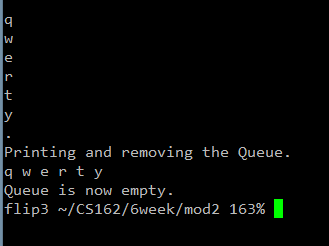 q
w
e
r
t
y
.
Printing and removing the Queue.
q w e r t y
Queue is now empty.
flip3 ~/CS162/6week/mod2 163%